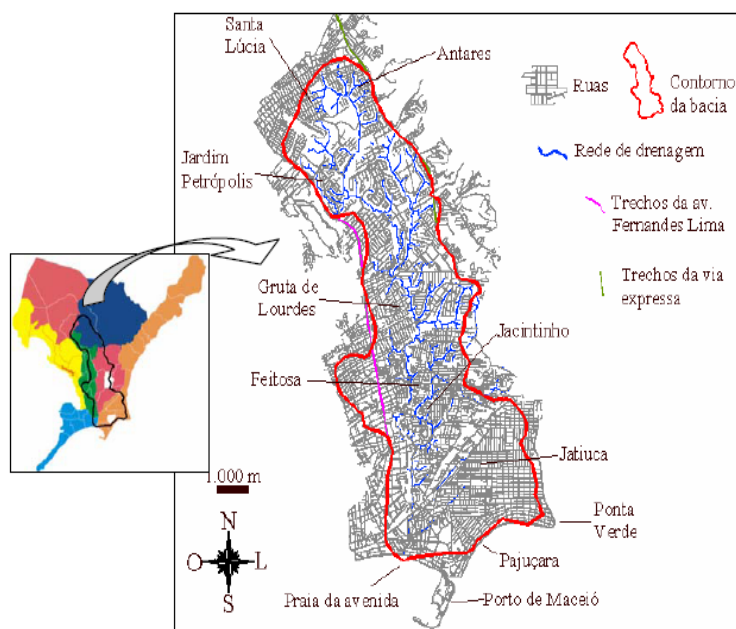 Santa
Lúcia
Antares
Ruas
Contorno
da bacia
Jardim
Petrópolis
Rede de drenagem
Trechos da av.
Fernandes Lima
Gruta de
Lourdes
Trechos da via
expressa
Jacintinho
Feitosa
Jatiuca
1.000 m
N
O
L
S
Ponta
Verde
Pajuçara
Praia da avenida
Porto de Maceió